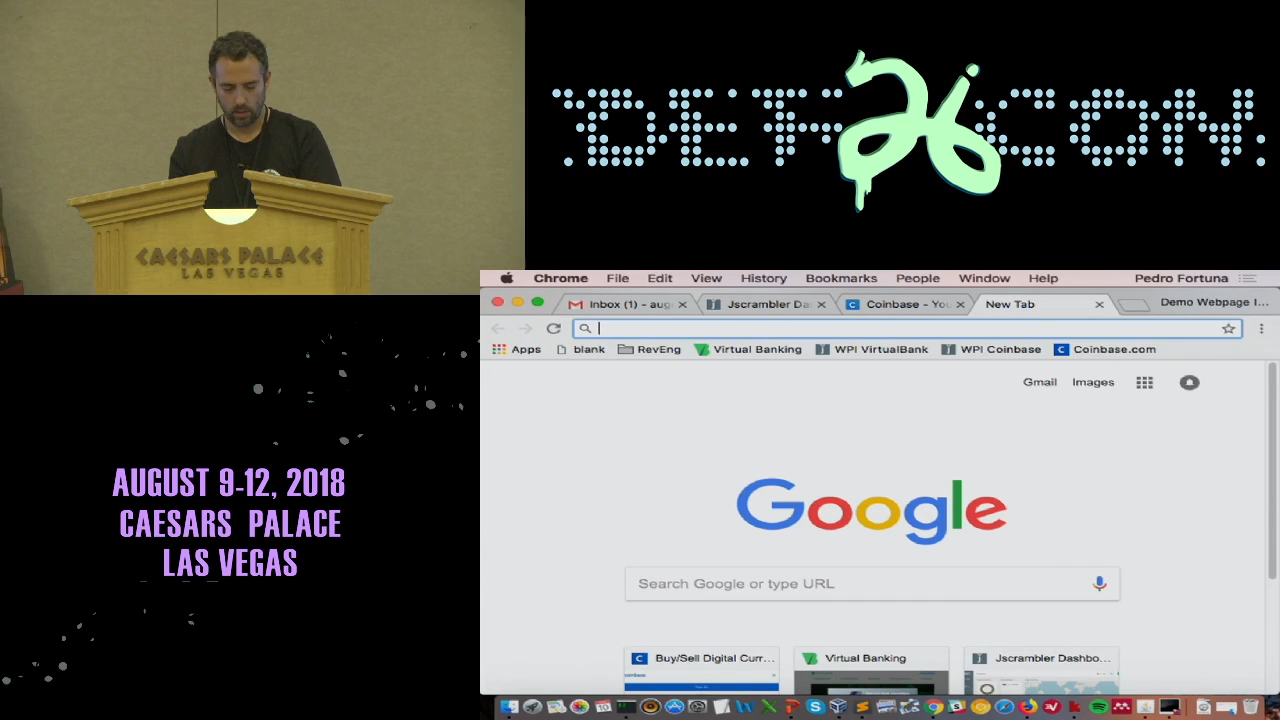 CAESARS PALACE
LAS VEGAS
DEF 26 CON
AUGUST 9-12, 2018
CAESARS PALACE
LAS VEGAS
Chrome File Edit View History Bookmarks People Window Help Pedro Fortuna
Inbox (1) - aug Jscrambler Da Coinbase - You New Tab Demo Webpage I...
Apps blank RevEng Virtual Banking WPI VirtualBank WPI Coinbase Coinbase.com
Gmail Images
Google
Search Google or type URL
Buy/Sell Digital Curr... Virtual Banking Jscrambler Dashbo...